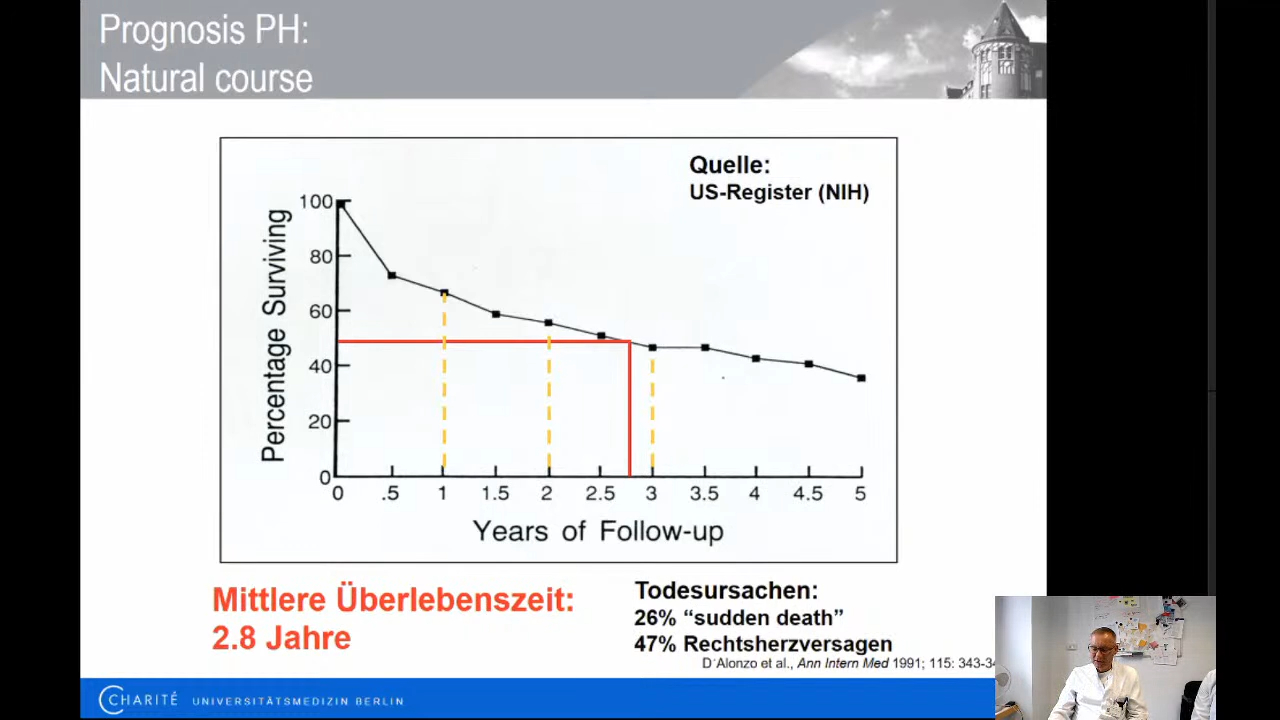 Prognosis PH:
Natural course
Quelle:
US-Register (NIH)
Percentage Surviving
100
80
60
40
20
0
0 .5 1 1.5 2 2.5 3 3.5 4 4.5 5
Years of Follow-up
Mittlere Überlebenszeit:
2.8 Jahre
Todesursachen:
26% “sudden death”
47% Rechtsherzversagen
D´Alonzo et al., Ann Intern Med 1991; 115: 343-34
CHARITÉ UNIVERSITÄTSMEDIZIN BERLIN